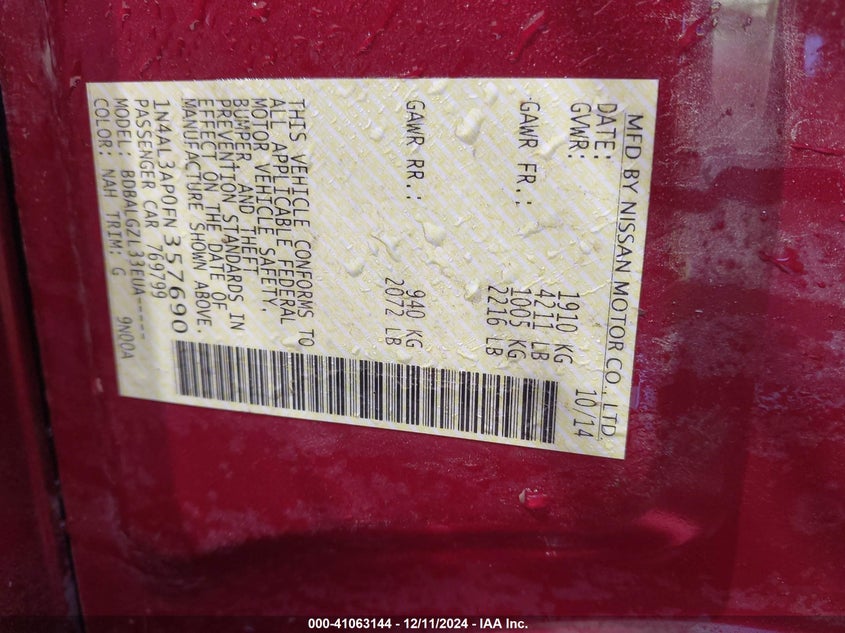 MFD BY NISSAN MOTOR CO., LTD.
DATE: 10/14
GVWR: 1910 KG
4211 LB
GAWR FR.: 1005 KG
2216 LB
GAWR RR.: 940 KG
2072 LB
THIS VEHICLE CONFORMS TO
ALL APPLICABLE FEDERAL
MOTOR VEHICLE SAFETY,
BUMPER AND THEFT
PREVENTION STANDARDS IN
EFFECT ON THE DATE OF
MANUFACTURE SHOWN ABOVE.
1N4AL3AP0FN357690
PASSENGER CAR 769799
MODEL: BDBALGZL33EUA-----
COLOR: NAH TRIM: G 9N00A
000-41063144 - 12/11/2024 - IAA Inc.